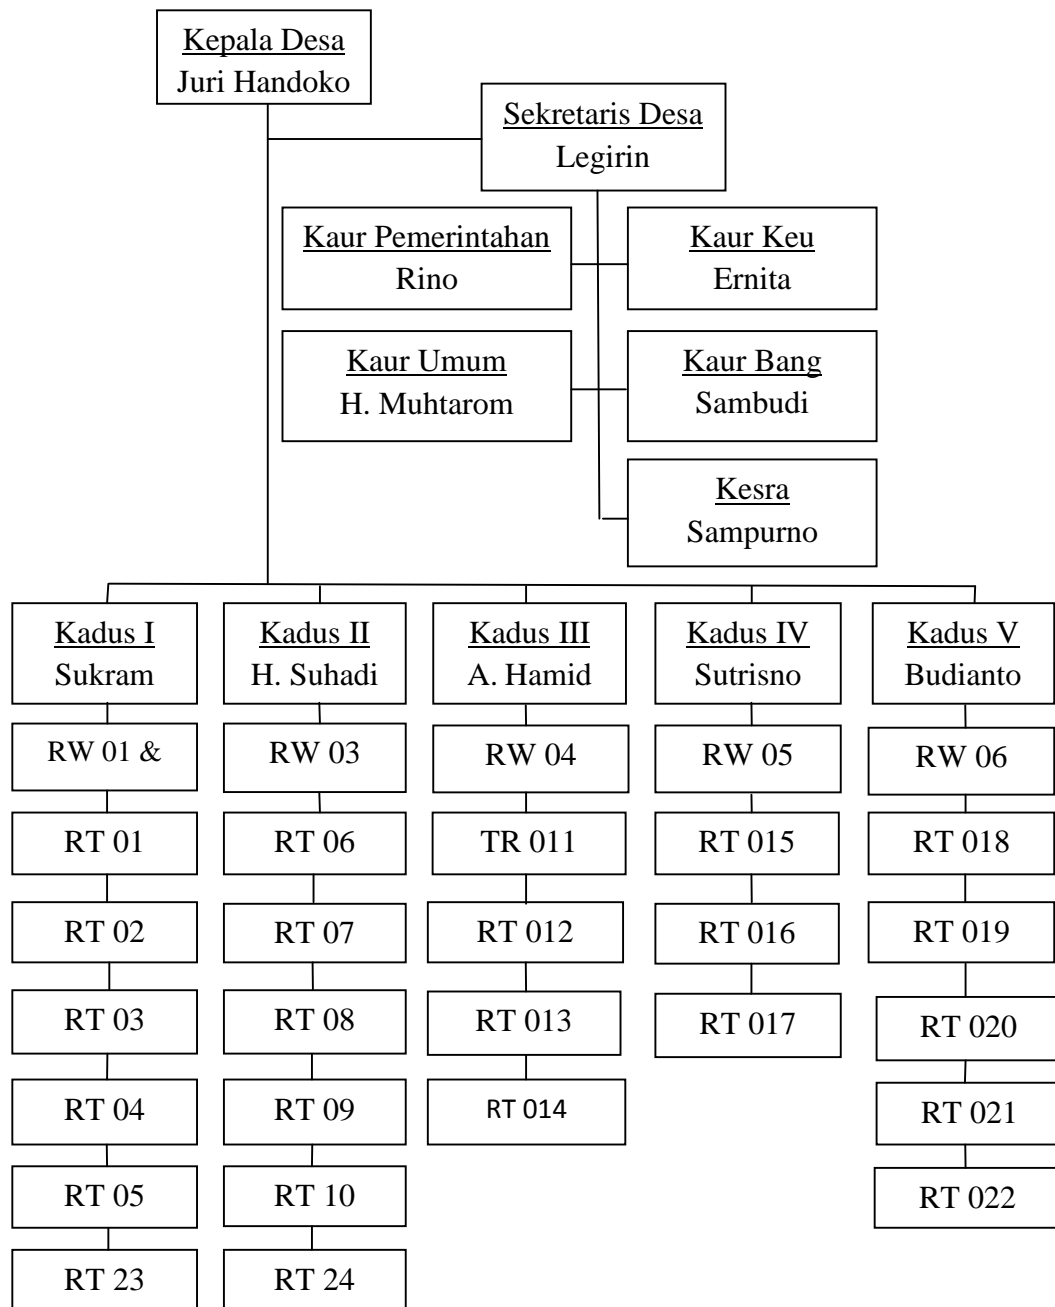 Kepala Desa
Juri Handoko
Sekretaris Desa
Legirin
Kaur Pemerintahan
Rino
Kaur Keu
Ernita
Kaur Umum
H. Muhtarom
Kaur Bang
Sambudi
Kesra
Sampurno
Kadus I
Sukram
Kadus II
H. Suhadi
Kadus III
A. Hamid
Kadus IV
Sutrisno
Kadus V
Budianto
RW 01 &
RW 03
RW 04
RW 05
RW 06
RT 01
RT 06
TR 011
RT 015
RT 018
RT 02
RT 07
RT 012
RT 016
RT 019
RT 03
RT 08
RT 013
RT 017
RT 020
RT 04
RT 09
RT 014
RT 021
RT 05
RT 10
RT 022
RT 23
RT 24